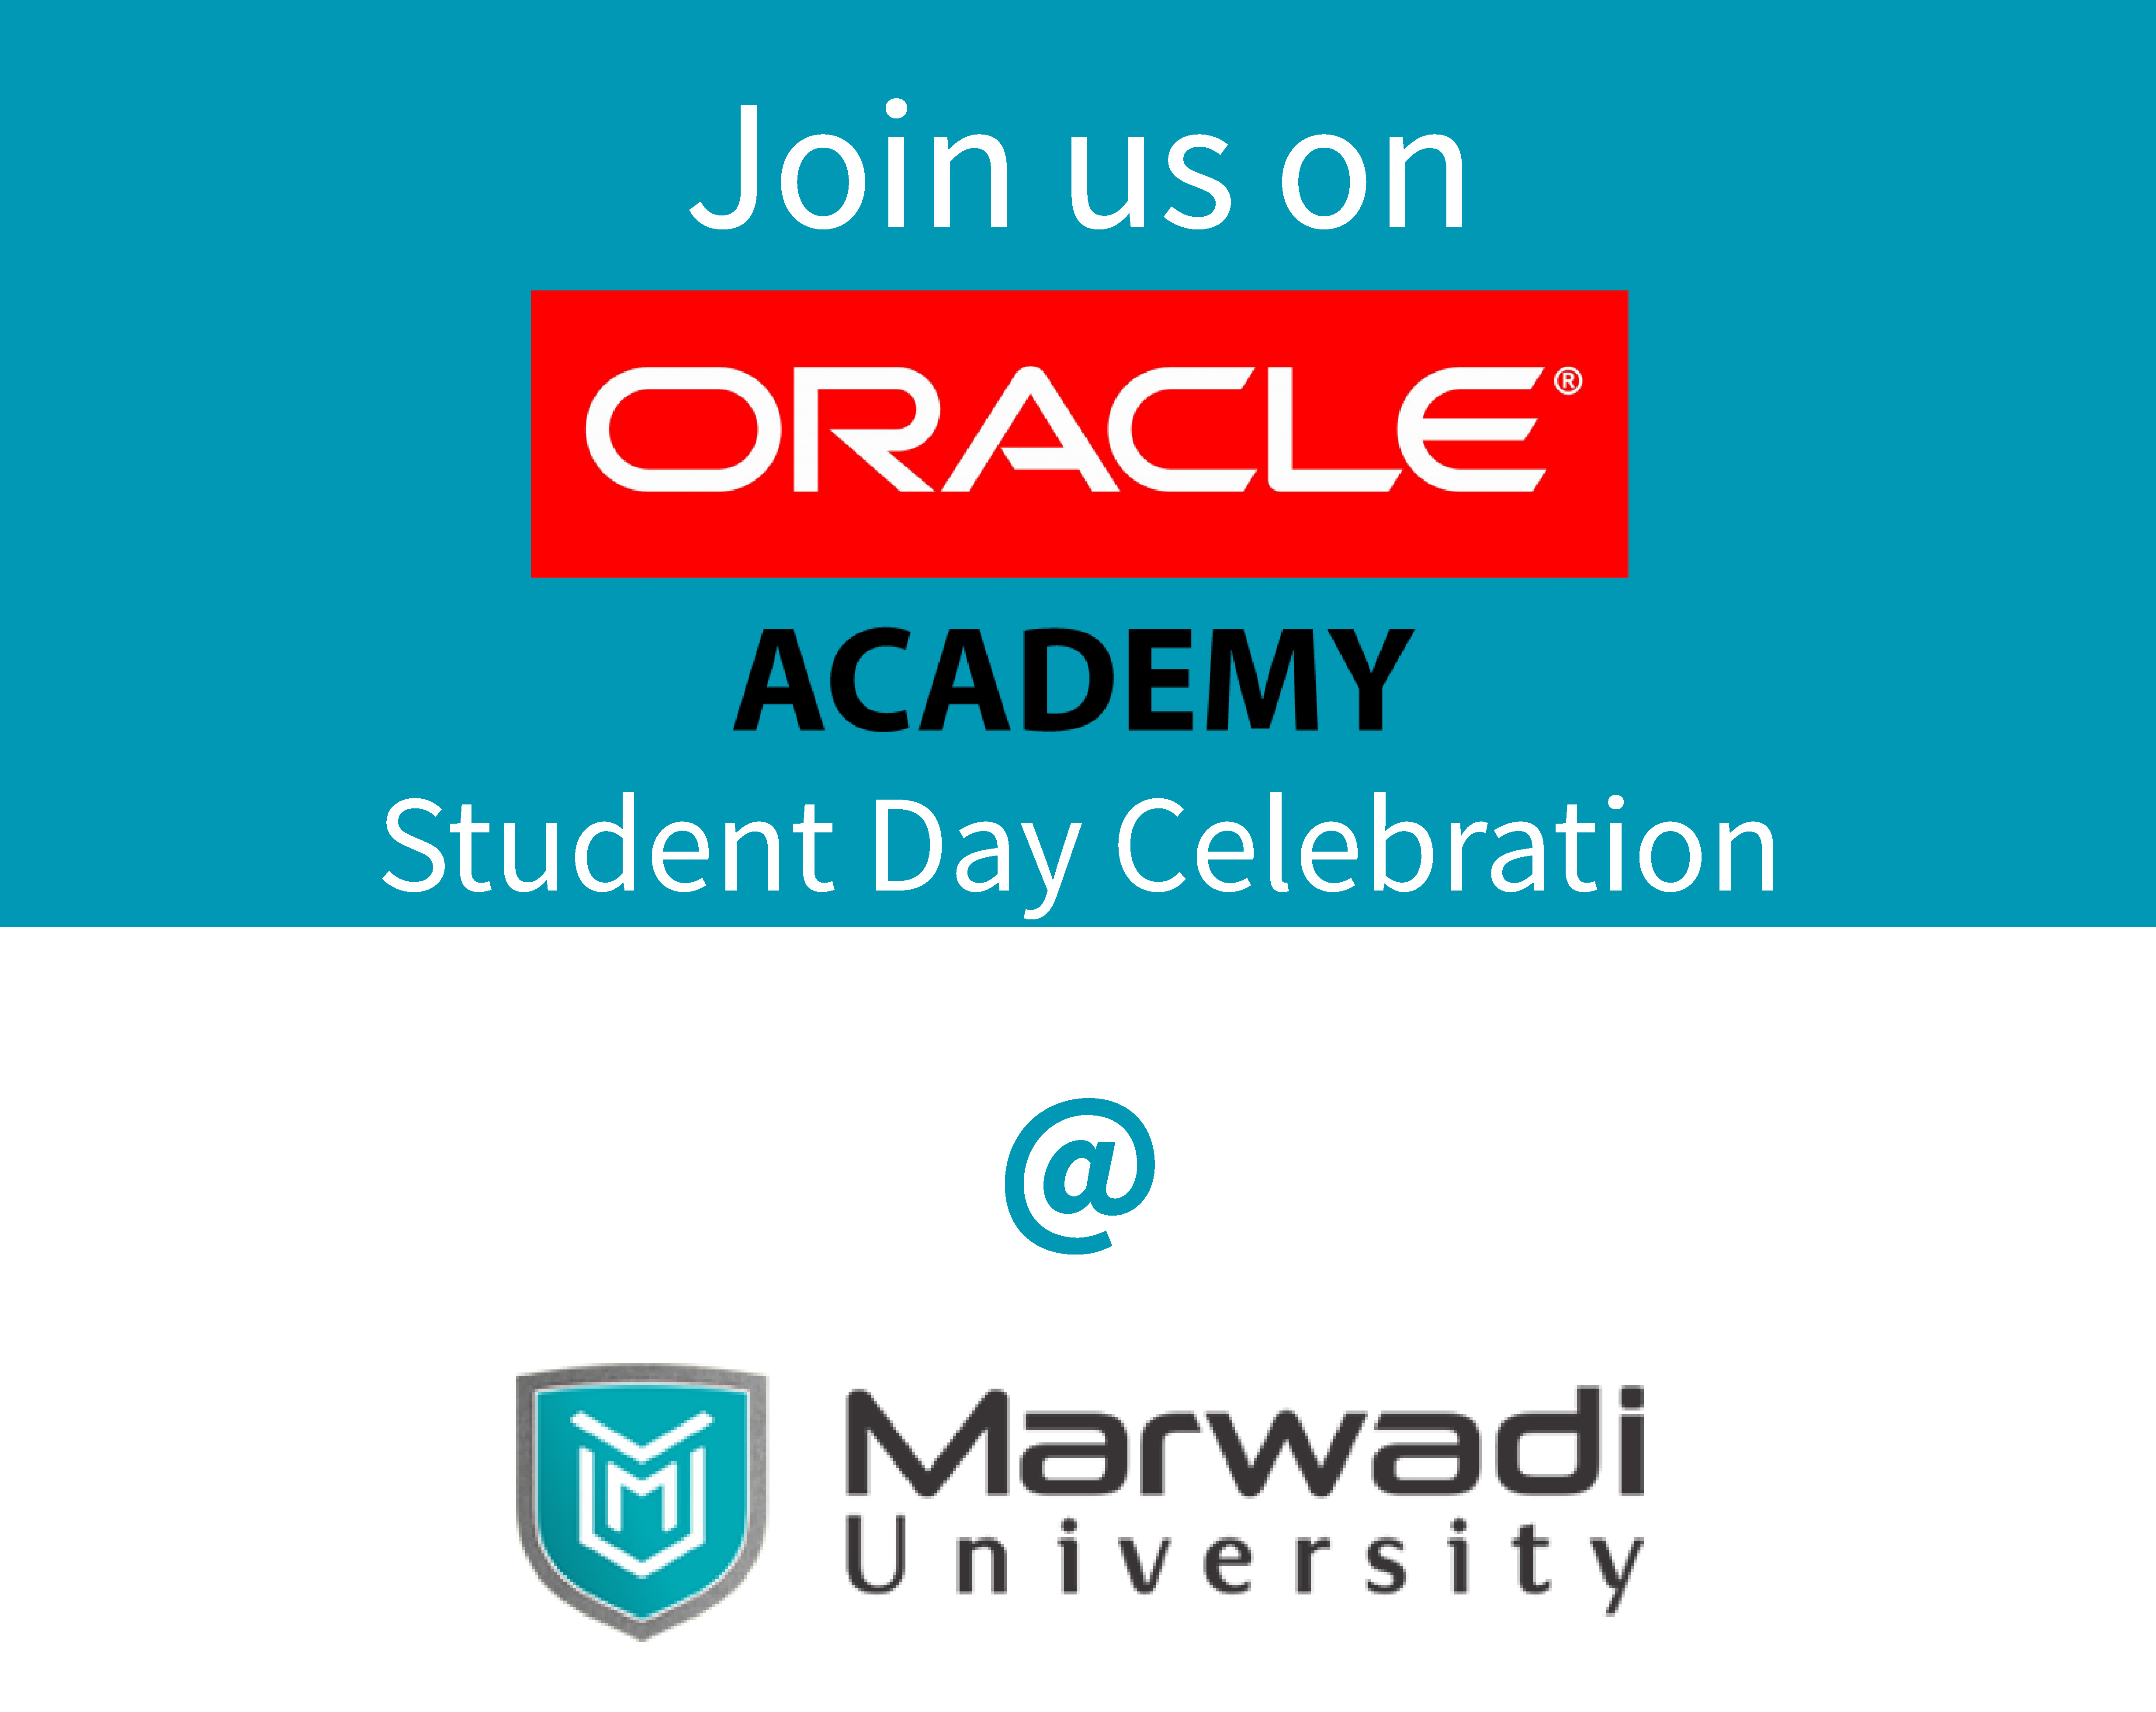 Join us on
ORACLE®
ACADEMY
Student Day Celebration
@
Marwadi
University